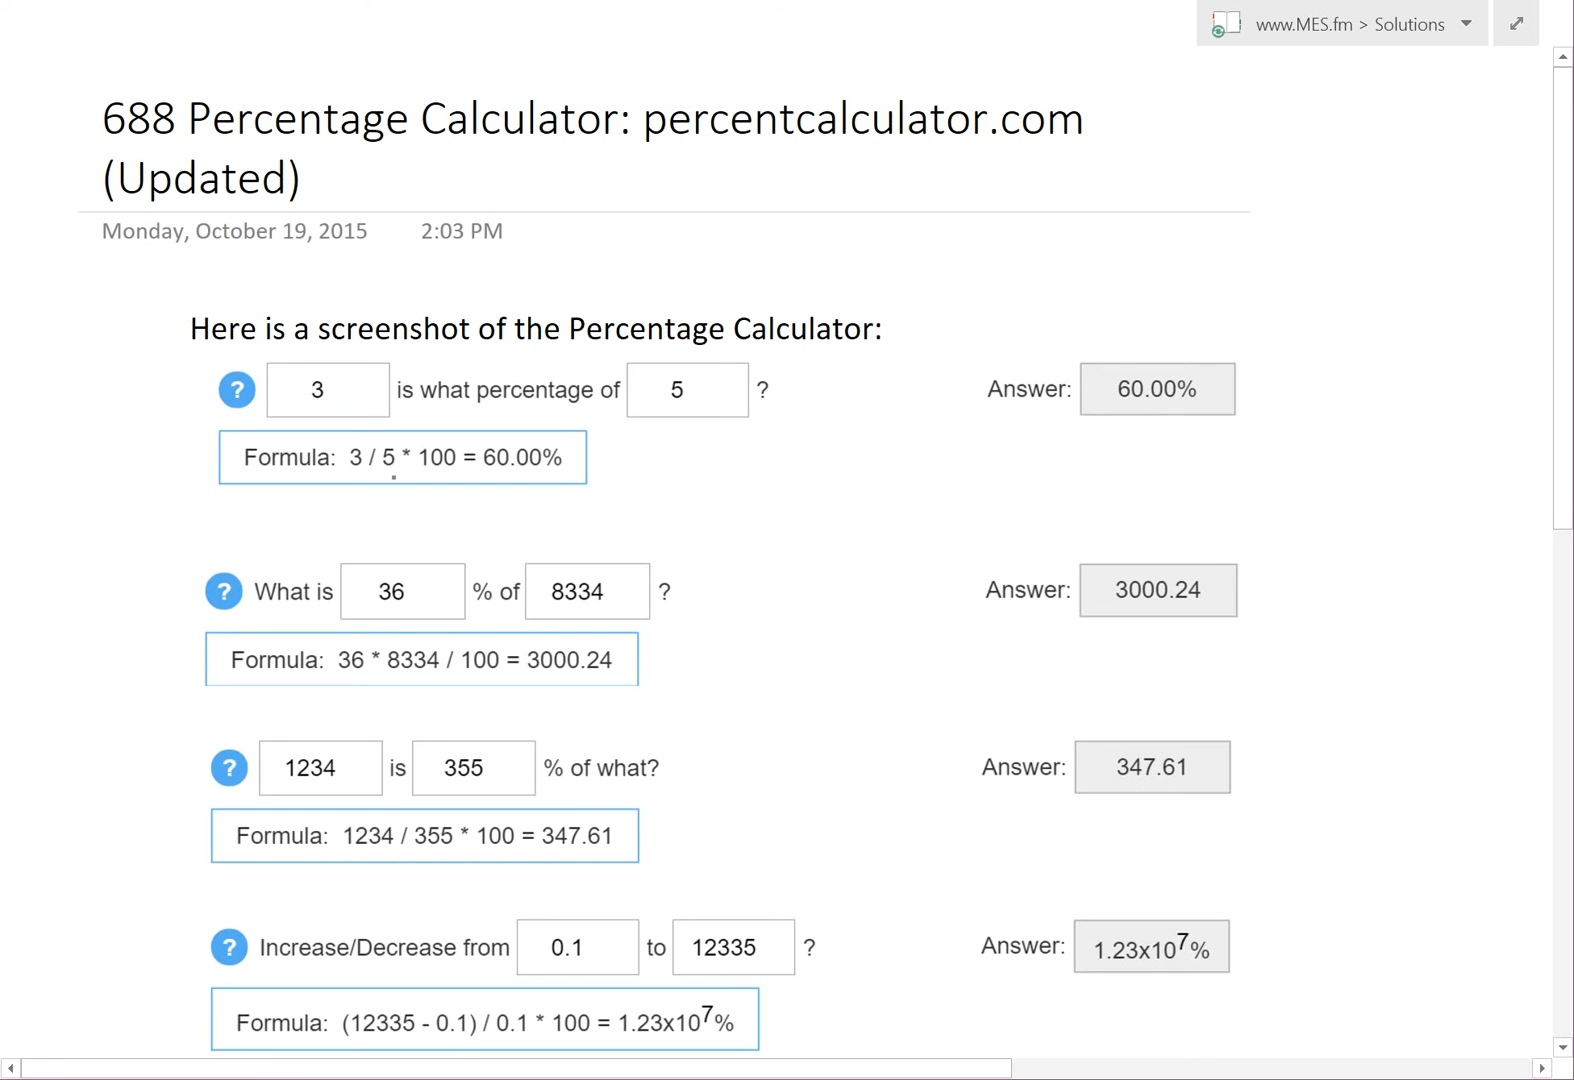 www.MES.fm > Solutions
688 Percentage Calculator: percentcalculator.com
(Updated)
Monday, October 19, 2015 2:03 PM
Here is a screenshot of the Percentage Calculator:
? 3 is what percentage of 5 ? Answer: 60.00%
Formula: 3 / 5 * 100 = 60.00%
? What is 36 % of 8334 ? Answer: 3000.24
Formula: 36 * 8334 / 100 = 3000.24
? 1234 is 355 % of what? Answer: 347.61
Formula: 1234 / 355 * 100 = 347.61
? Increase/Decrease from 0.1 to 12335 ? Answer: 1.23x10⁷%
Formula: (12335 - 0.1) / 0.1 * 100 = 1.23x10⁷%